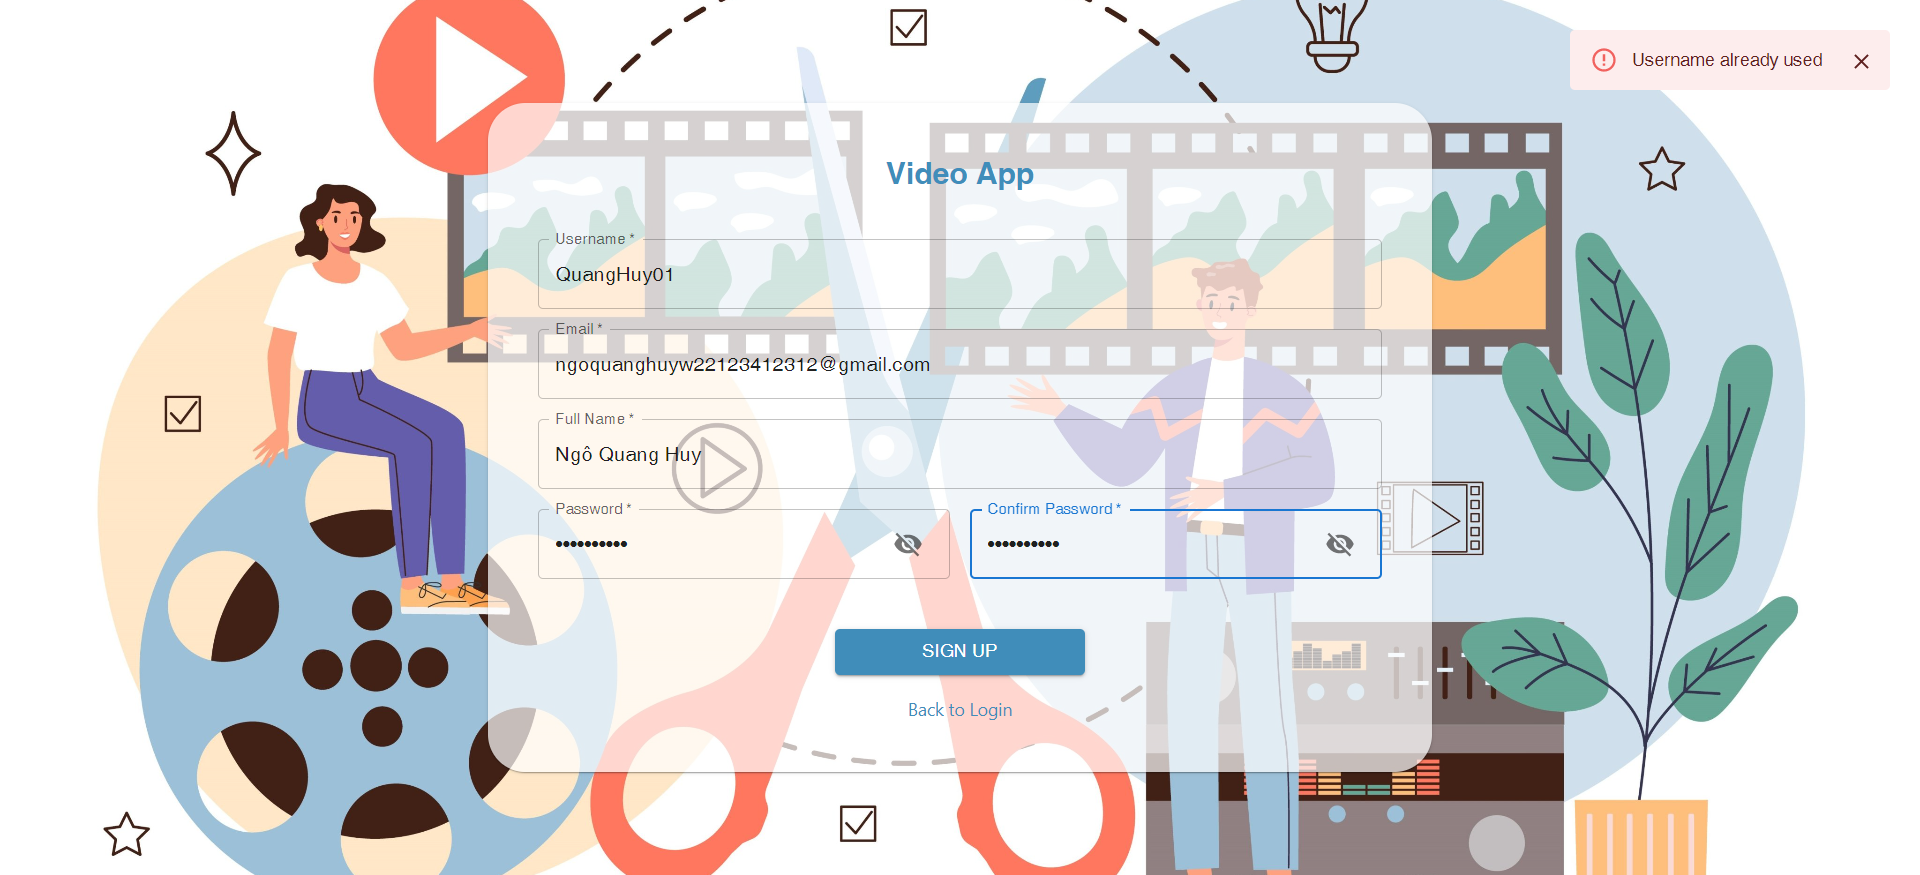 Username already used
Video App
Username *
QuangHuy01
Email *
ngoquanghuyw22123412312@gmail.com
Full Name *
Ngô Quang Huy
Password *
••••••••••
Confirm Password *
••••••••••
SIGN UP
Back to Login